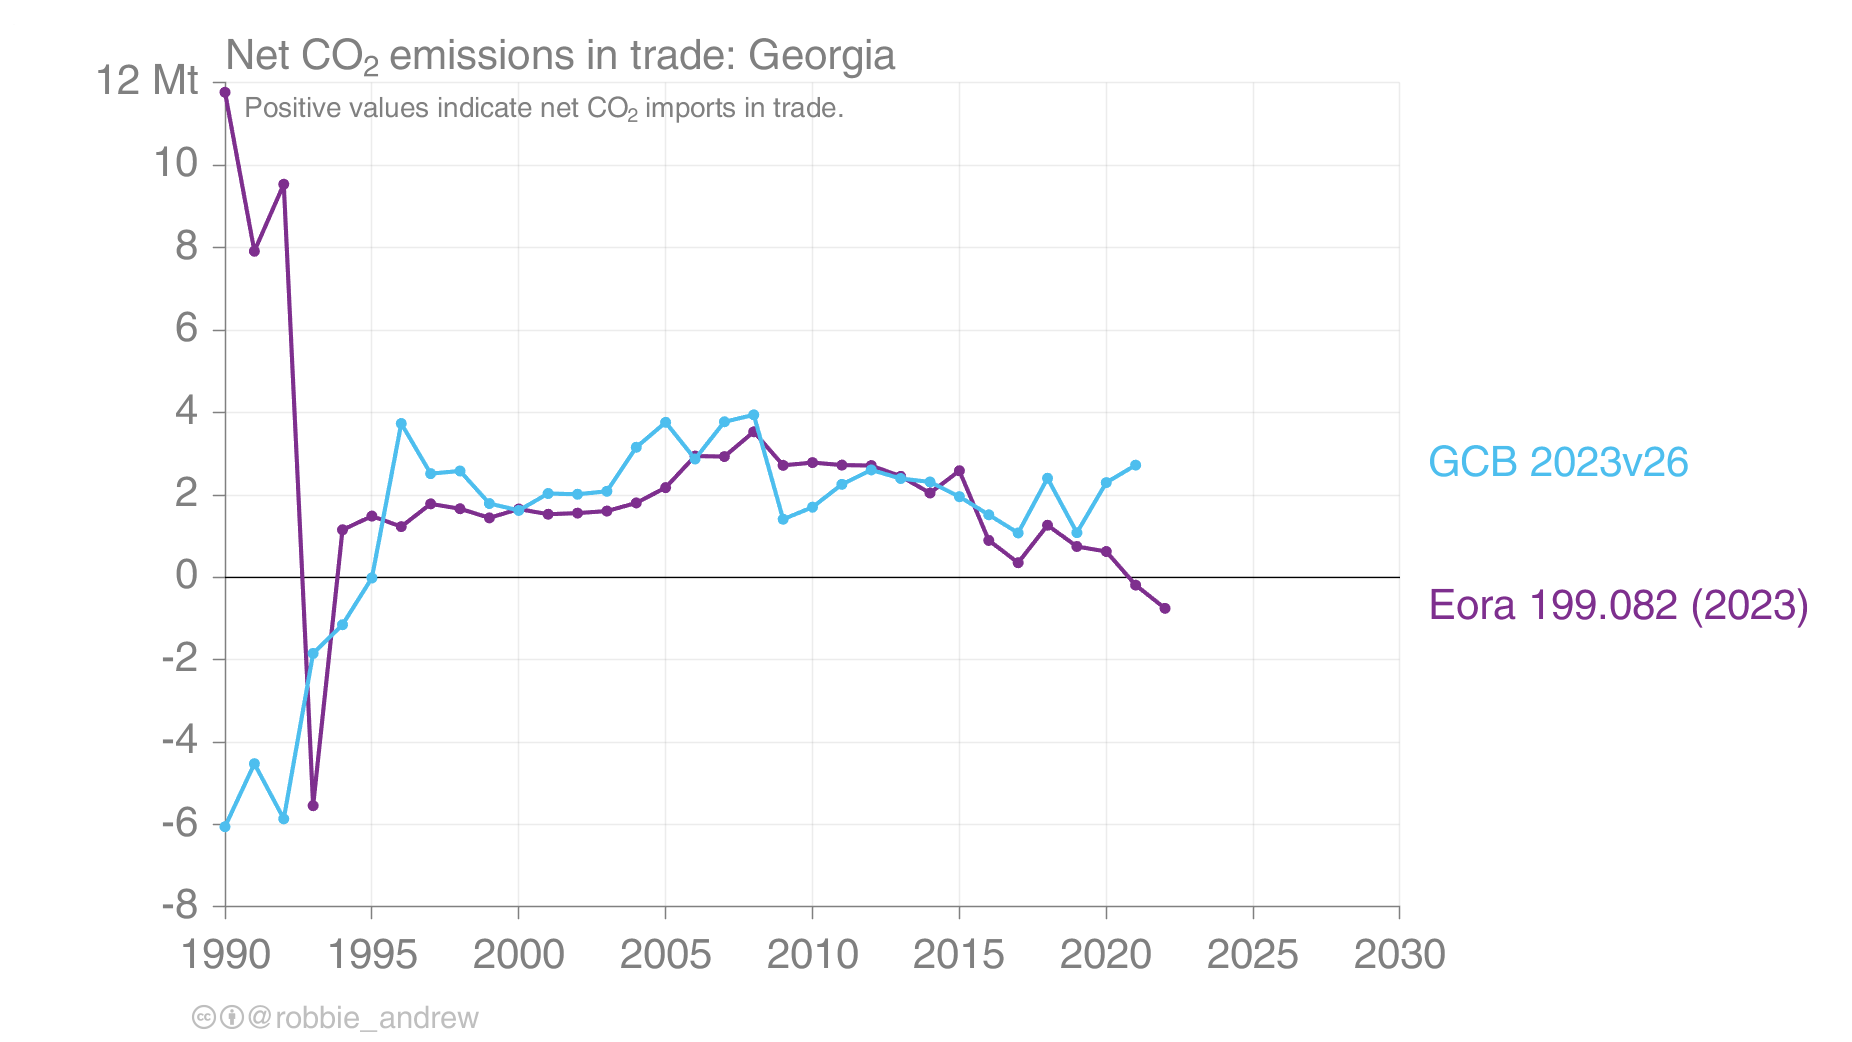 Net CO₂ emissions in trade: Georgia
12 Mt
Positive values indicate net CO₂ imports in trade.
10
8
6
4
2
0
-2
-4
-6
-8
GCB 2023v26
Eora 199.082 (2023)
1990 1995 2000 2005 2010 2015 2020 2025 2030
cc @robbie_andrew